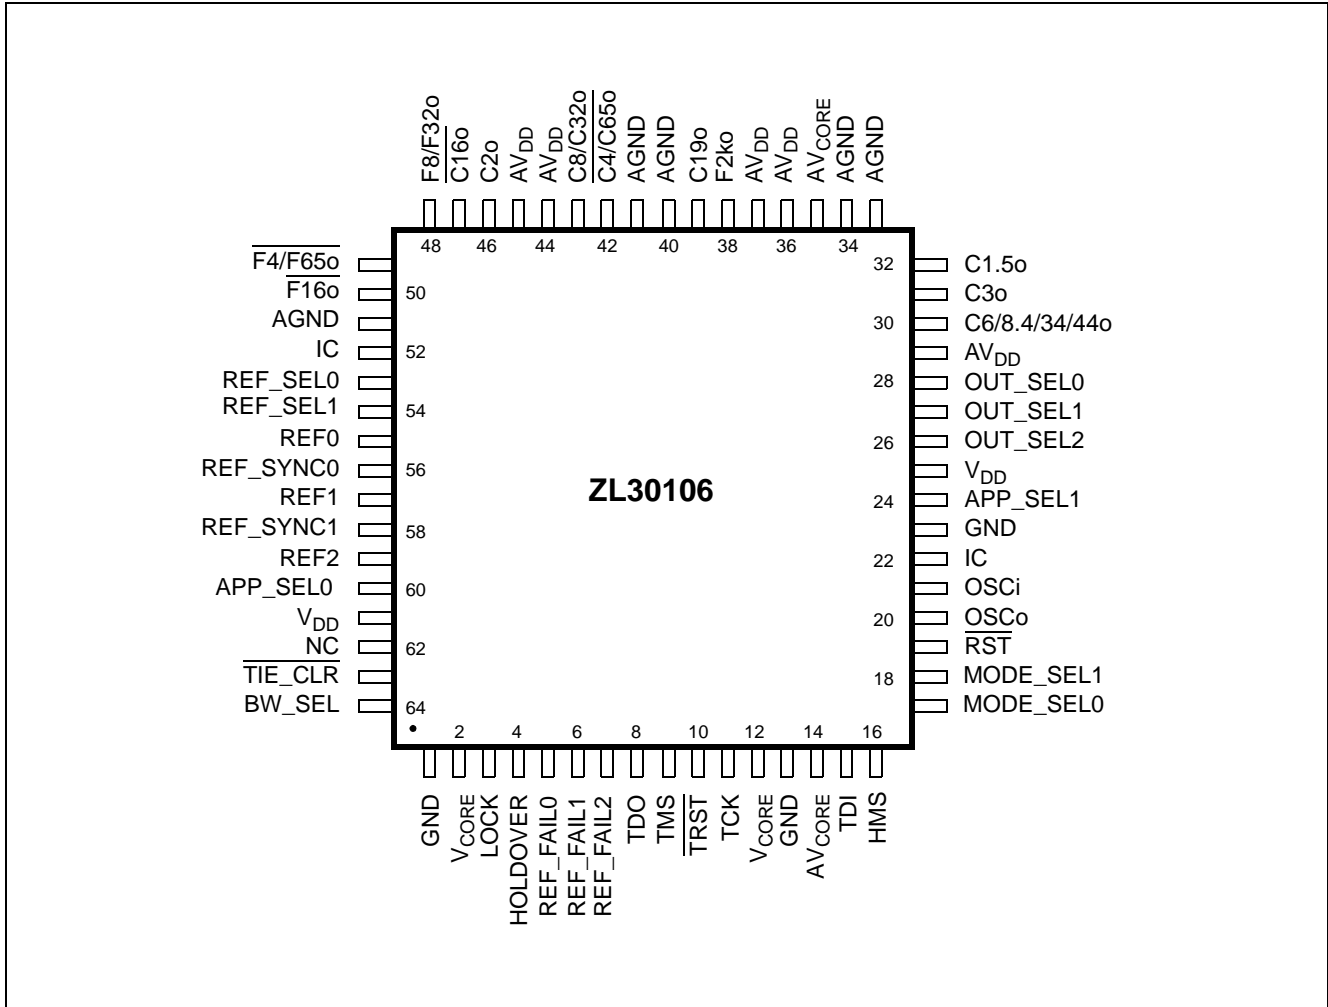 F8/F32o
C16o
C2o
AVDD
AVDD
C8/C32o
C4/C65o
AGND
AGND
C19o
F2ko
AVDD
AVDD
AVCORE
AGND
AGND
48 46 44 42 40 38 36 34
F4/F65o
F16o 50
AGND
IC 52
REF_SEL0
REF_SEL1 54
REF0
REF_SYNC0 56
REF1
REF_SYNC1 58
REF2
APP_SEL0 60
VDD
NC 62
TIE_CLR
BW_SEL 64
ZL30106
32 C1.5o
C3o
30 C6/8.4/34/44o
AVDD
28 OUT_SEL0
OUT_SEL1
26 OUT_SEL2
VDD
24 APP_SEL1
GND
22 IC
OSCi
20 OSCo
RST
18 MODE_SEL1
MODE_SEL0
2 4 6 8 10 12 14 16
GND
VCORE
LOCK
HOLDOVER
REF_FAIL0
REF_FAIL1
REF_FAIL2
TDO
TMS
TRST
TCK
VCORE
GND
AVCORE
TDI
HMS